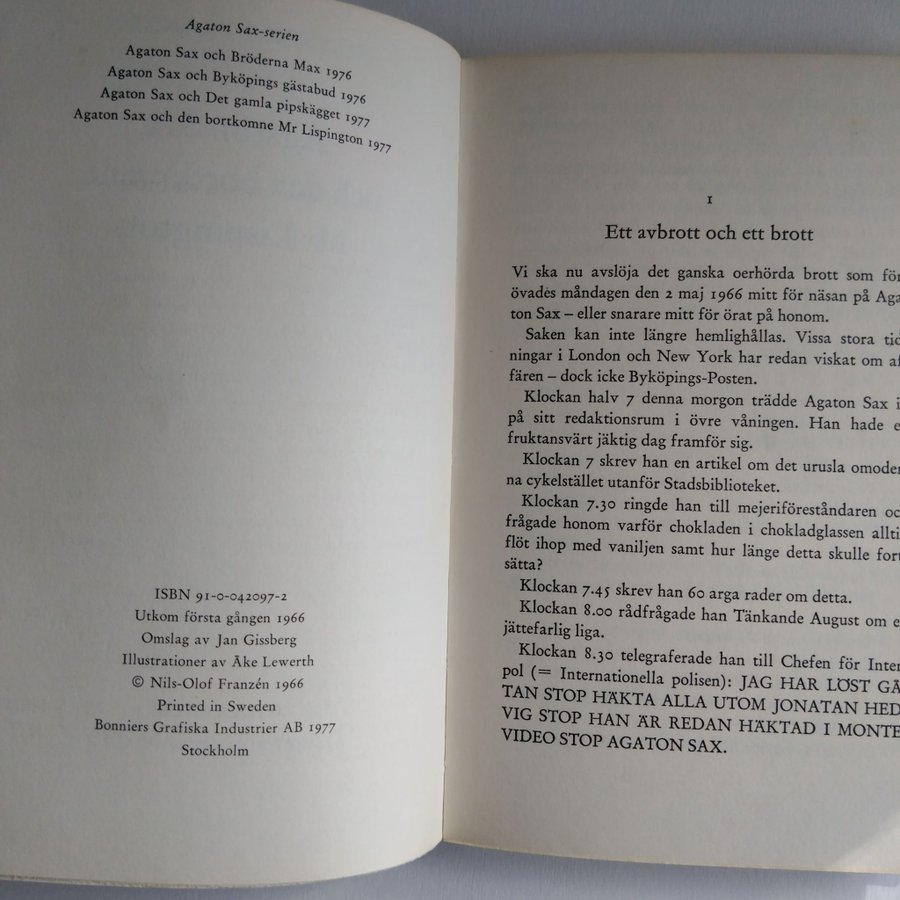 Agaton Sax-serien
Agaton Sax och Bröderna Max 1976
Agaton Sax och Byköpings gästabud 1976
Agaton Sax och Det gamla pipskägget 1977
Agaton Sax och den bortkomne Mr Lispington 1977
ISBN 91-0-042097-2
Utkom första gången 1966
Omslag av Jan Gissberg
Illustrationer av Åke Lewerth
© Nils-Olof Franzén 1966
Printed in Sweden
Bonniers Grafiska Industrier AB 1977
Stockholm
1
Ett avbrott och ett brott
Vi ska nu avslöja det ganska oerhörda brott som för
övades måndagen den 2 maj 1966 mitt för näsan på Aga
ton Sax – eller snarare mitt för örat på honom.
Saken kan inte längre hemlighållas. Vissa stora tid
ningar i London och New York har redan viskat om af
fären – dock icke Byköpings-Posten.
Klockan halv 7 denna morgon trädde Agaton Sax i
på sitt redaktionsrum i övre våningen. Han hade e
fruktansvärt jäktig dag framför sig.
Klockan 7 skrev han en artikel om det urusla omoder
na cykelstället utanför Stadsbiblioteket.
Klockan 7.30 ringde han till mejeriföreståndaren oc
frågade honom varför chokladen i chokladglassen allti
flöt ihop med vaniljen samt hur länge detta skulle fort
sätta?
Klockan 7.45 skrev han 60 arga rader om detta.
Klockan 8.00 rådfrågade han Tänkande August om e
jättefarlig liga.
Klockan 8.30 telegraferade han till Chefen för Inter
pol (= Internationella polisen): JAG HAR LÖST GÅ
TAN STOP HÄKTA ALLA UTOM JONATAN HED
VIG STOP HAN ÄR REDAN HÄKTAD I MONTE
VIDEO STOP AGATON SAX.